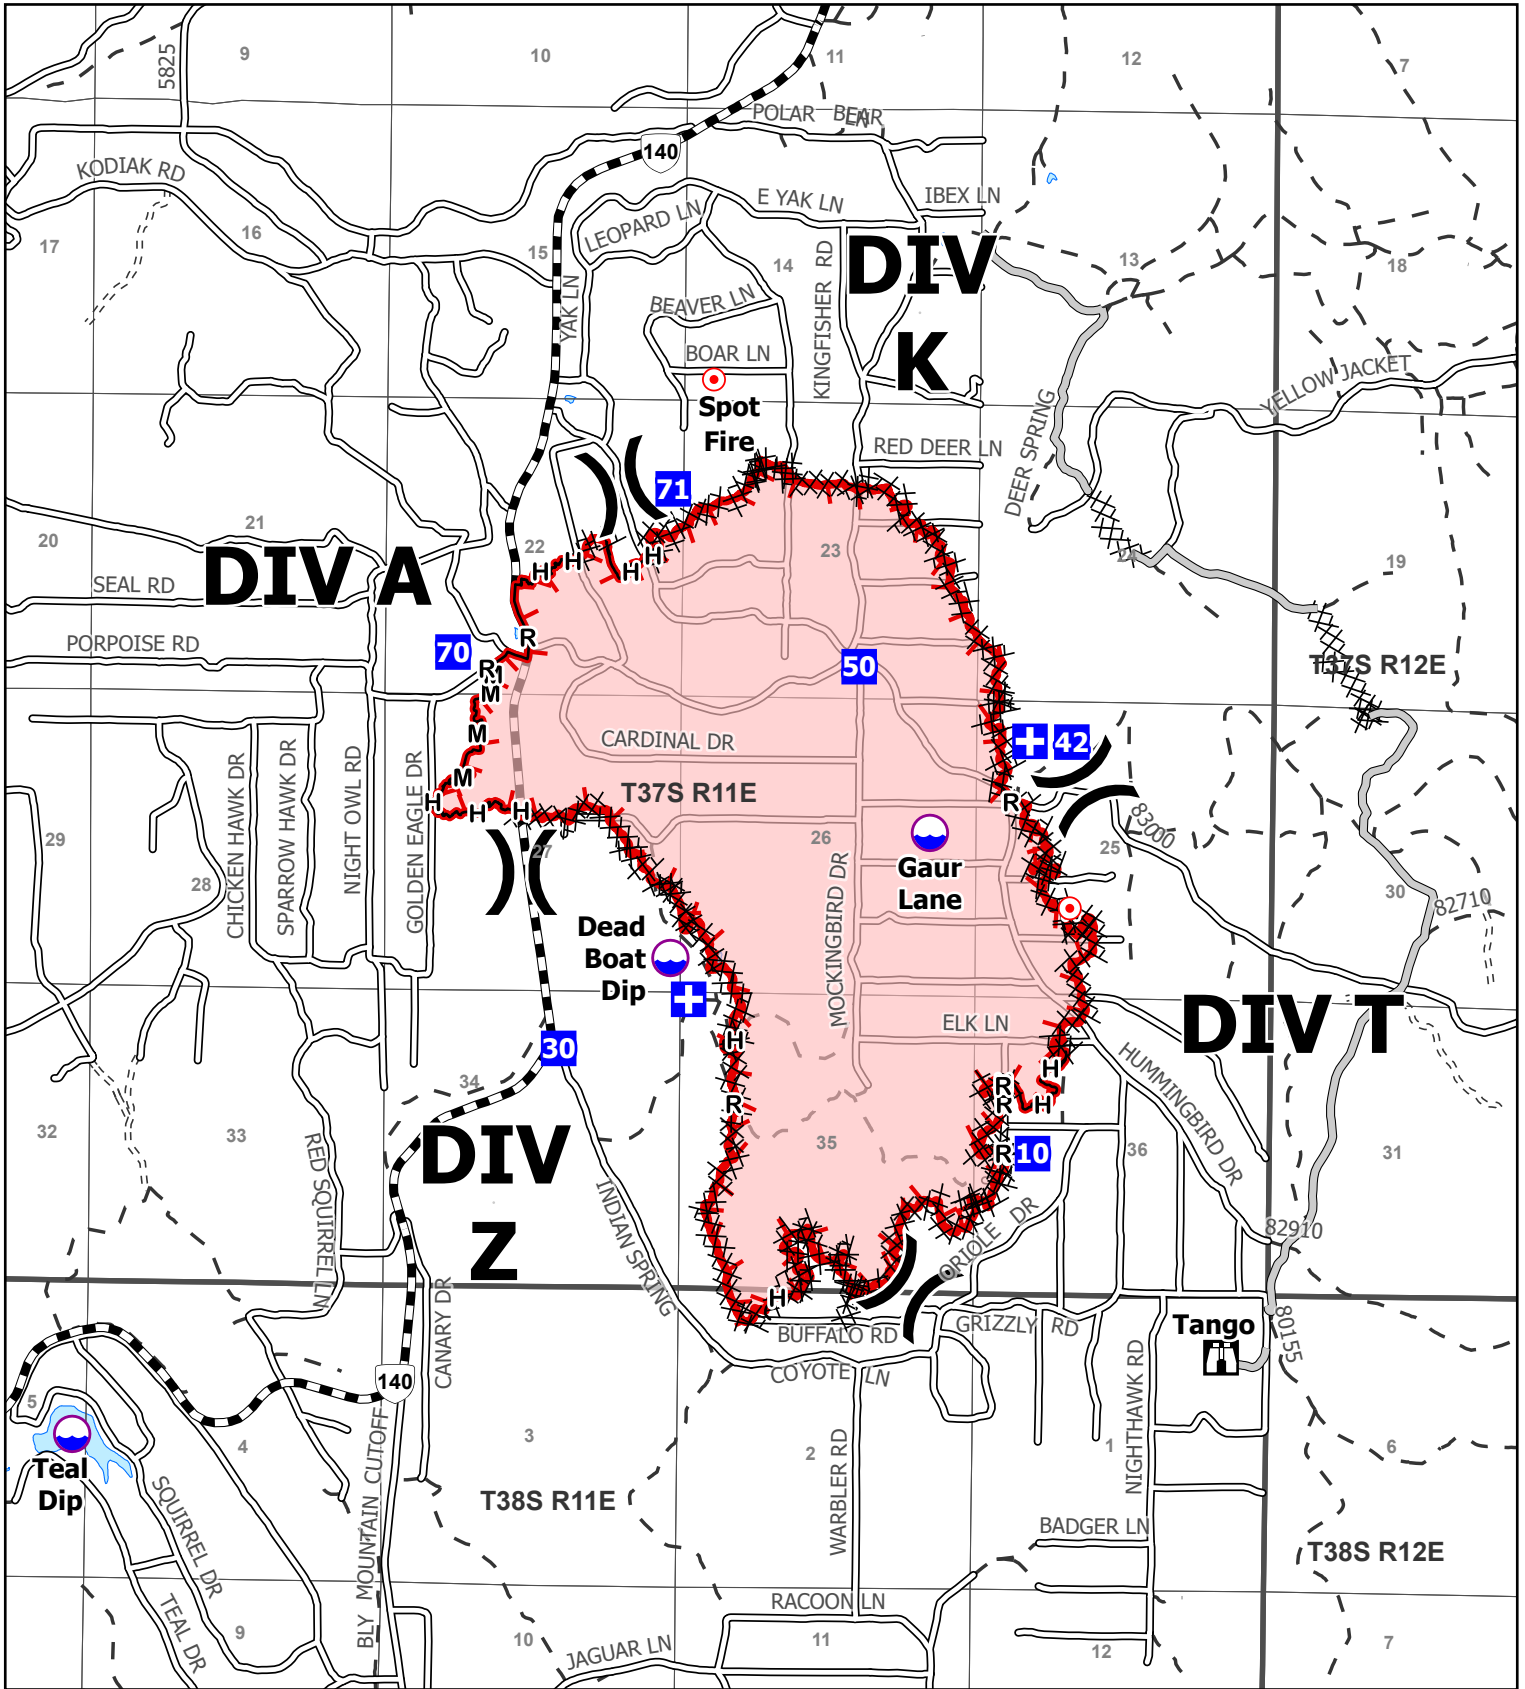 9
10
11
12
7
5825
POLAR BEAR
LN
140
KODIAK RD
IBEX LN
E YAK LN
LEOPARD LN
17
16
15
14
13
18
DIV
K
KINGFISHER RD
YAK LN
BEAVER LN
BOAR LN
YELLOW JACKET
Spot
Fire
DEER SPRING
RED DEER LN
71
20
21
22
23
24
19
H
H
H
H
DIV A
SEAL RD
PORPOISE RD
70
R
R
M
M
M
M
50
T37S R12E
CARDINAL DR
42
T37S R11E
CHICKEN HAWK DR
SPARROW HAWK DR
NIGHT OWL RD
GOLDEN EAGLE DR
H
H
H
R
83000
29
28
27
26
25
30
Gaur
Lane
MOCKINGBIRD DR
82710
Dead
Boat
Dip
H
R
ELK LN
DIV T
30
HUMMINGBIRD DR
H
H
R
R
R
10
34
32
33
35
36
31
DIV
Z
RED SQUIRREL LN
INDIAN SPRING
ORIOLE DR
82910
H
BUFFALO RD
GRIZZLY RD
COYOTE LN
CANARY DR
Tango
80155
NIGHTHAWK RD
140
5
4
3
2
1
6
Teal
Dip
SQUIRREL DR
TEAL DR
BLY MOUNTAIN CUTOFF
T38S R11E
WARBLER RD
BADGER LN
T38S R12E
RACOON LN
JAGUAR LN
9
10
11
12
7